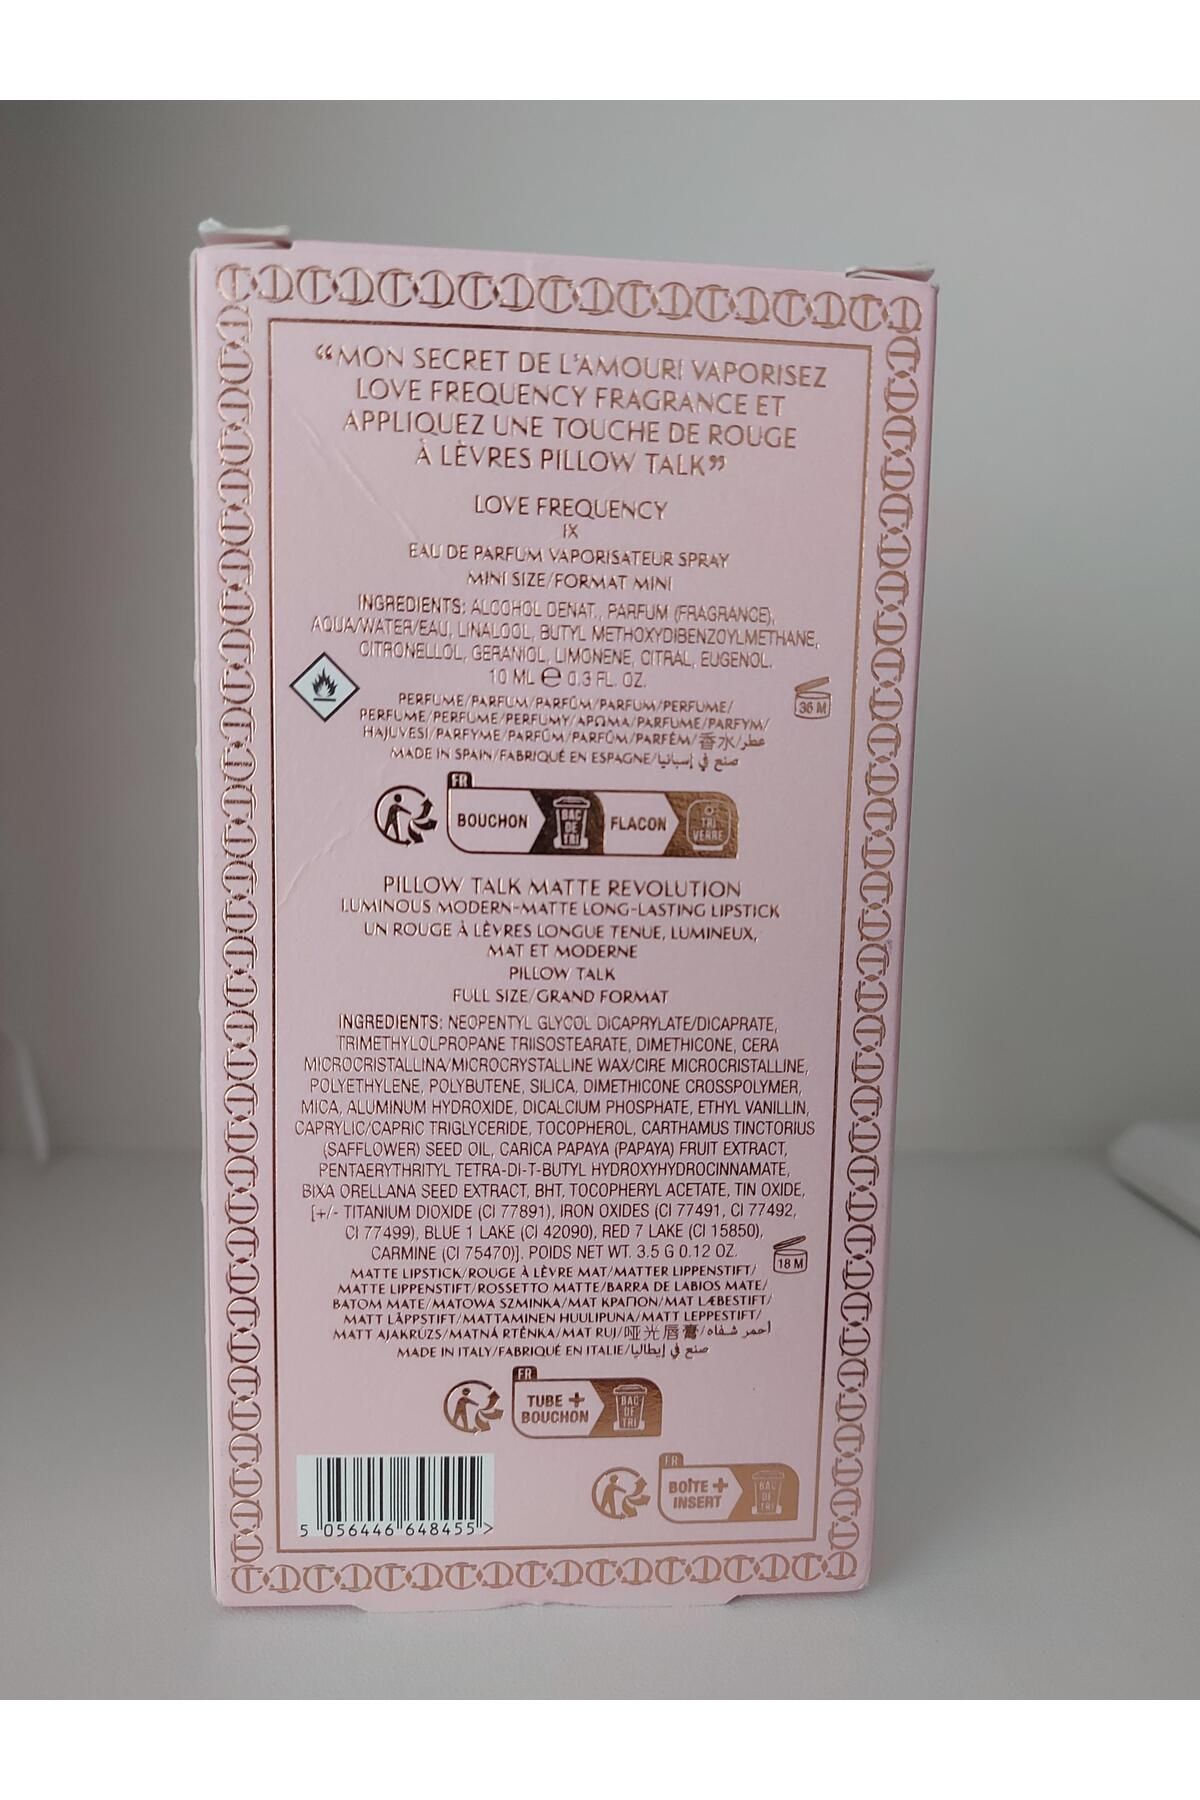 “MON SECRET DE L'AMOUR! VAPORISEZ
LOVE FREQUENCY FRAGRANCE ET
APPLIQUEZ UNE TOUCHE DE ROUGE
À LÈVRES PILLOW TALK”
LOVE FREQUENCY
IX
EAU DE PARFUM VAPORISATEUR SPRAY
MINI SIZE/FORMAT MINI
INGREDIENTS: ALCOHOL DENAT., PARFUM (FRAGRANCE),
AQUA/WATER/EAU, LINALOOL, BUTYL METHOXYDIBENZOYLMETHANE,
CITRONELLOL, GERANIOL, LIMONENE, CITRAL, EUGENOL.
10 ML ℮ 0.3 FL. OZ.
36 M
PERFUME/PARFUM/PARFÜM/PARFUM/PERFUME/
PERFUME/PERFUME/PERFUMY/ΑΡΩΜΑ/PARFUME/PARFYM/
HAJUVESI/PARFYME/PARFÜM/PARFÜM/PARFÉM/香水/عطر
MADE IN SPAIN/FABRIQUÉ EN ESPAGNE/صنع في إسبانيا
FR
BOUCHON
BAC DE TRI
FLACON
TRI VERRE
PILLOW TALK MATTE REVOLUTION
LUMINOUS MODERN-MATTE LONG-LASTING LIPSTICK
UN ROUGE À LÈVRES LONGUE TENUE, LUMINEUX,
MAT ET MODERNE
PILLOW TALK
FULL SIZE/GRAND FORMAT
INGREDIENTS: NEOPENTYL GLYCOL DICAPRYLATE/DICAPRATE,
TRIMETHYLOLPROPANE TRIISOSTEARATE, DIMETHICONE, CERA
MICROCRISTALLINA/MICROCRYSTALLINE WAX/CIRE MICROCRISTALLINE,
POLYETHYLENE, POLYBUTENE, SILICA, DIMETHICONE CROSSPOLYMER,
MICA, ALUMINUM HYDROXIDE, DICALCIUM PHOSPHATE, ETHYL VANILLIN,
CAPRYLIC/CAPRIC TRIGLYCERIDE, TOCOPHEROL, CARTHAMUS TINCTORIUS
(SAFFLOWER) SEED OIL, CARICA PAPAYA (PAPAYA) FRUIT EXTRACT,
PENTAERYTHRITYL TETRA-DI-T-BUTYL HYDROXYHYDROCINNAMATE,
BIXA ORELLANA SEED EXTRACT, BHT, TOCOPHERYL ACETATE, TIN OXIDE,
[+/- TITANIUM DIOXIDE (CI 77891), IRON OXIDES (CI 77491, CI 77492,
CI 77499), BLUE 1 LAKE (CI 42090), RED 7 LAKE (CI 15850),
CARMINE (CI 75470)]. POIDS NET WT. 3.5 G 0.12 OZ.
18 M
MATTE LIPSTICK/ROUGE À LÈVRE MAT/MATTER LIPPENSTIFT/
MATTE LIPPENSTIFT/ROSSETTO MATTE/BARRA DE LABIOS MATE/
BATOM MATE/MATOWA SZMINKA/ΜΑΤ ΚΡΑΓΙΟΝ/MAT LÆBESTIFT/
MATT LÄPPSTIFT/MATTAMINEN HUULIPUNA/MATT LEPPESTIFT/
MATT AJAKRÚZS/MATNÁ RTĚNKA/MAT RUJ/哑光唇膏/أحمر شفاه
MADE IN ITALY/FABRIQUÉ EN ITALIE/صنع في إيطاليا
FR
TUBE +
BOUCHON
BAC DE TRI
FR
BOÎTE +
INSERT
BAC DE TRI
5 056446 648455 >